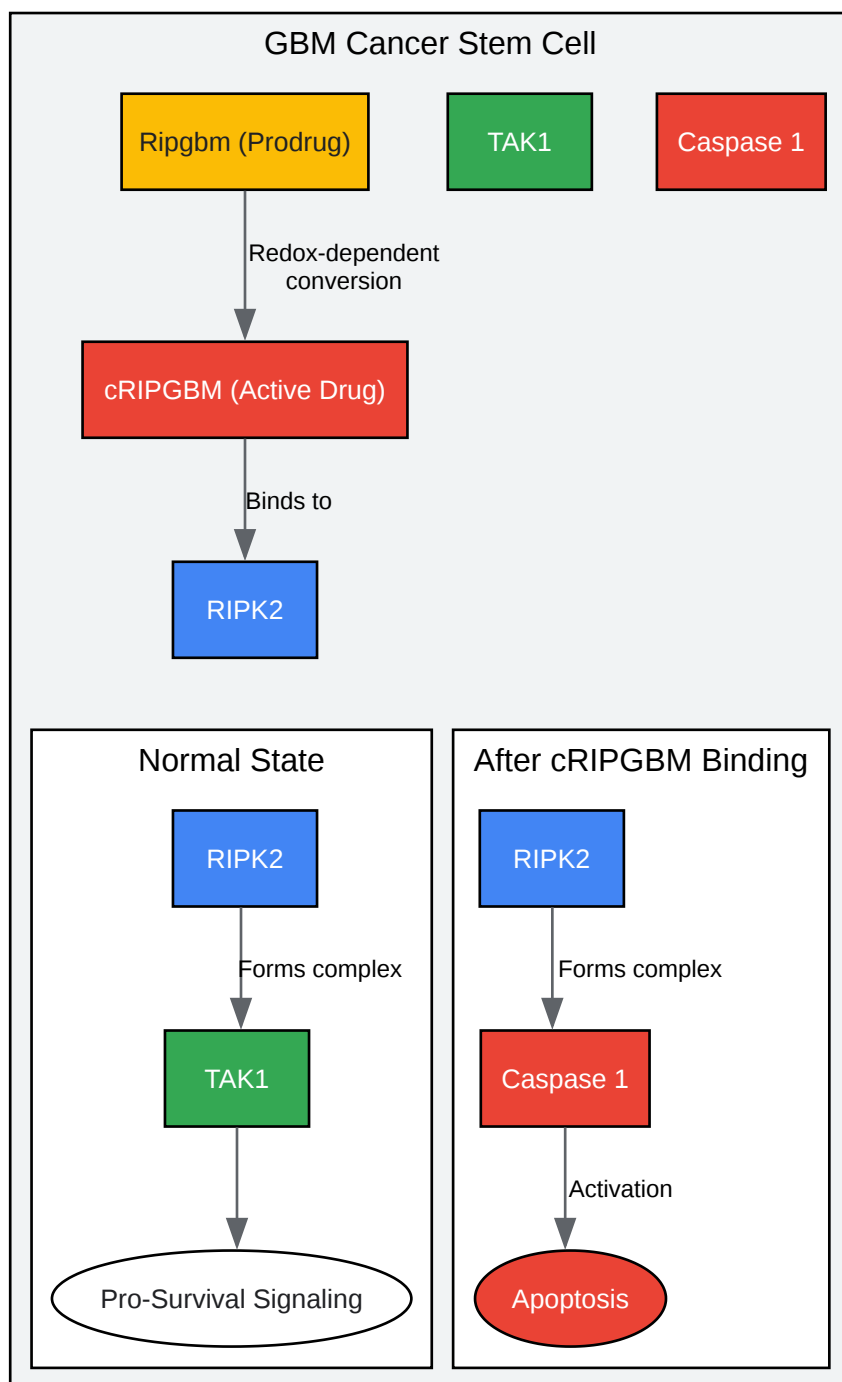 GBM Cancer Stem Cell
Ripgbm (Prodrug)
TAK1
Caspase 1
Redox-dependent
conversion
cRIPGBM (Active Drug)
Binds to
RIPK2
Normal State
RIPK2
Forms complex
TAK1
Pro-Survival Signaling
After cRIPGBM Binding
RIPK2
Forms complex
Caspase 1
Activation
Apoptosis